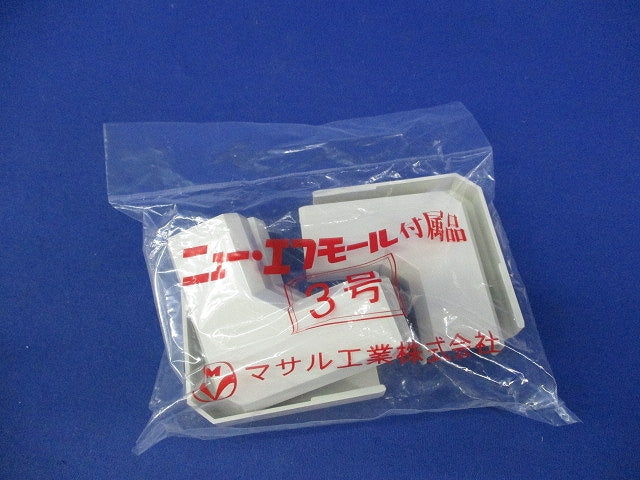 ニュー・エフモール付属品
3号
M マサル工業株式会社